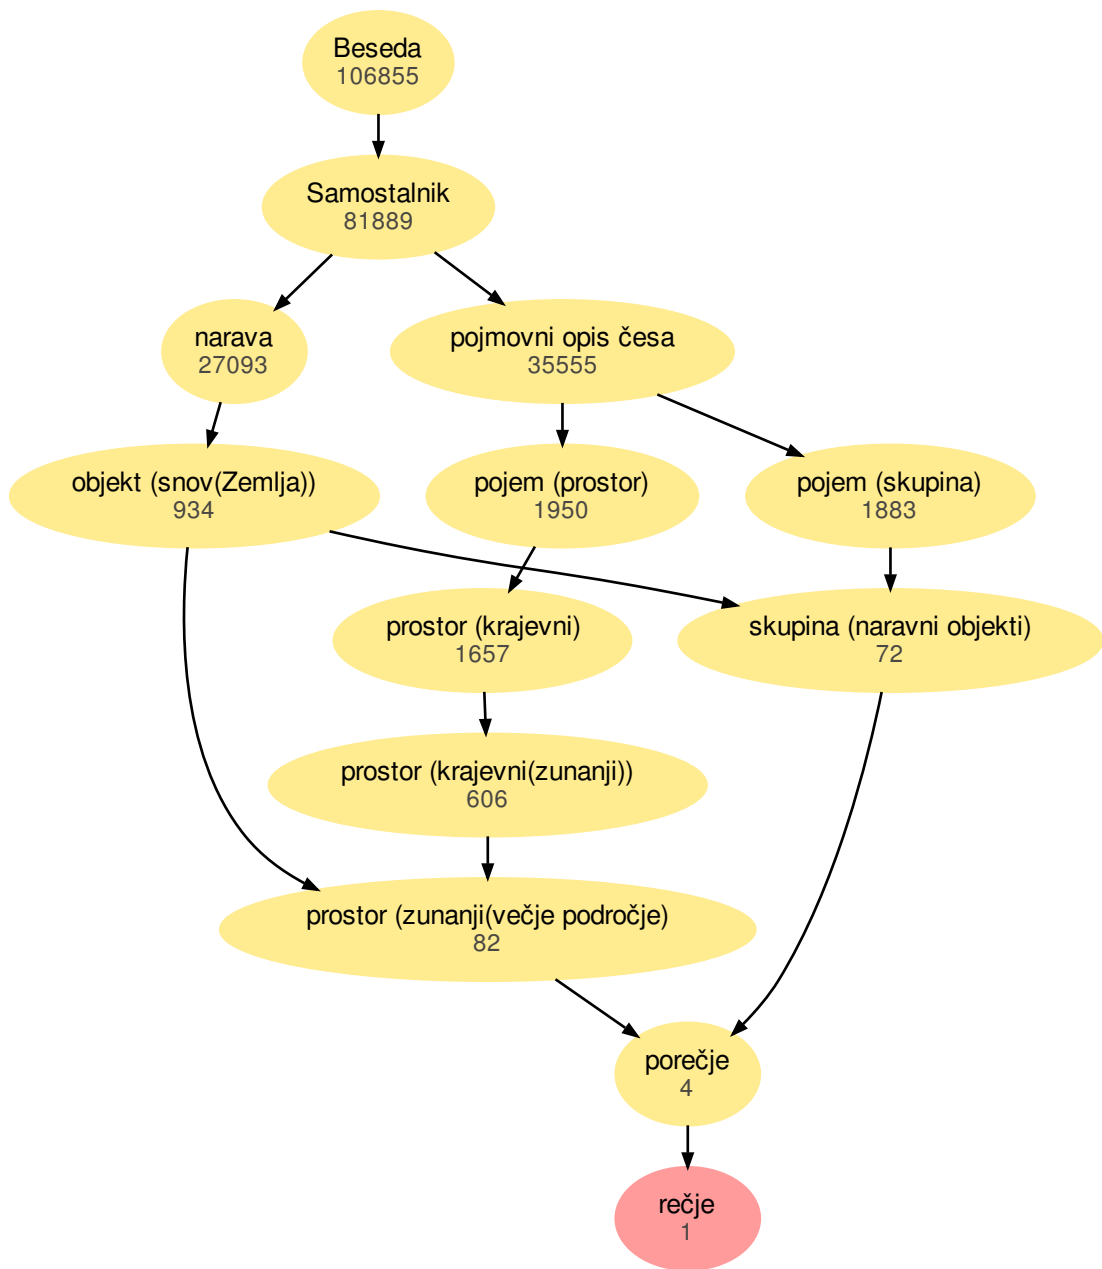 Beseda
106855
Samostalnik
81889
narava
27093
pojmovni opis česa
35555
objekt (snov(Zemlja))
934
pojem (prostor)
1950
pojem (skupina)
1883
prostor (krajevni)
1657
skupina (naravni objekti)
72
prostor (krajevni(zunanji))
606
prostor (zunanji(večje področje)
82
porečje
4
rečje
1